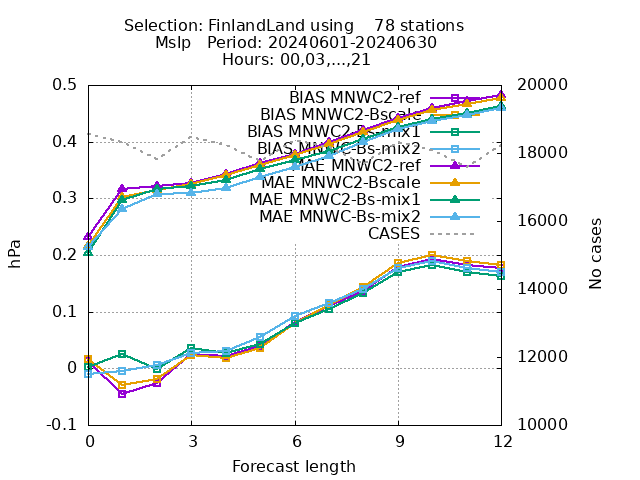 Selection: FinlandLand using 78 stations
Mslp Period: 20240601-20240630
Hours: 00,03,...,21
0.5
0.4
0.3
0.2
0.1
0
-0.1
hPa
20000
18000
16000
14000
12000
10000
No cases
BIAS MNWC2-ref
BIAS MNWC2-Bscale
BIAS MNWC2-Bs-mix1
BIAS MNWC-Bs-mix2
MAE MNWC2-ref
MAE MNWC2-Bscale
MAE MNWC2-Bs-mix1
MAE MNWC-Bs-mix2
CASES
0 3 6 9 12
Forecast length